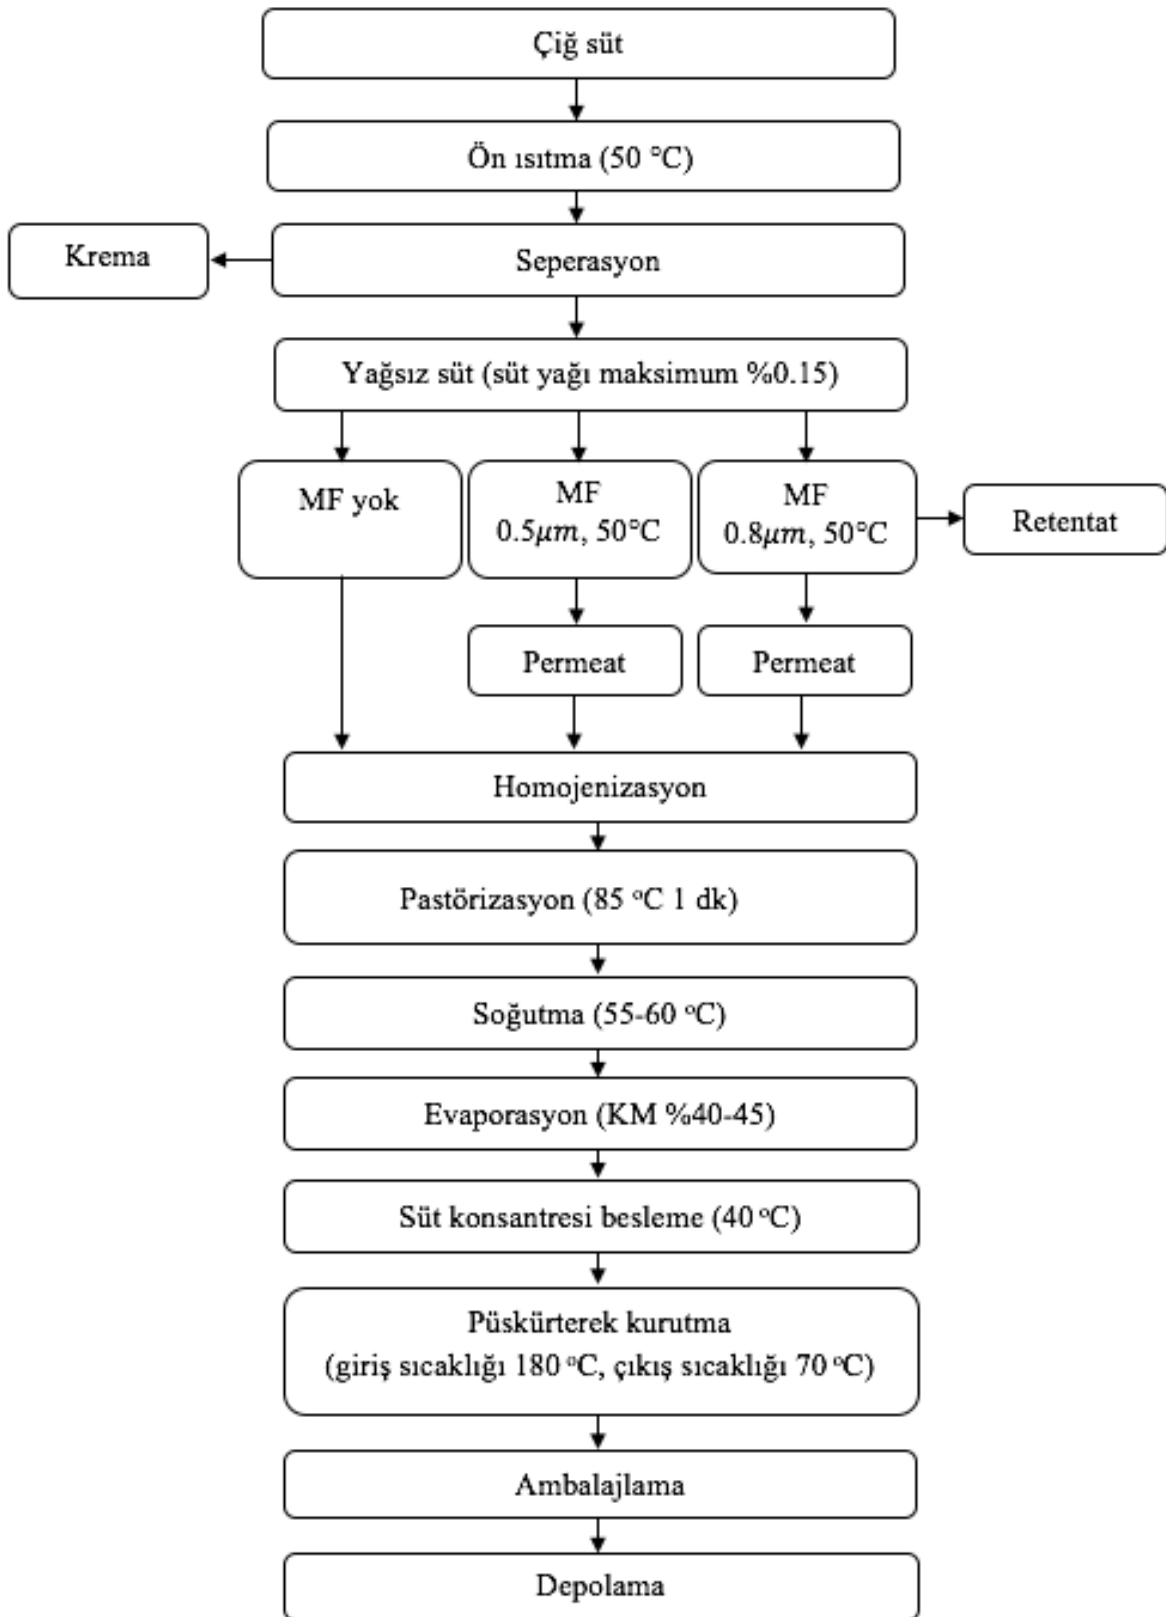 Çiğ süt
Ön ısıtma (50 °C)
Krema
Seperasyon
Yağsız süt (süt yağı maksimum %0.15)
MF yok
MF
0.5μm, 50°C
MF
0.8μm, 50°C
Retentat
Permeat
Permeat
Homojenizasyon
Pastörizasyon (85 °C 1 dk)
Soğutma (55-60 °C)
Evaporasyon (KM %40-45)
Süt konsantresi besleme (40 °C)
Püskürterek kurutma
(giriş sıcaklığı 180 °C, çıkış sıcaklığı 70 °C)
Ambalajlama
Depolama